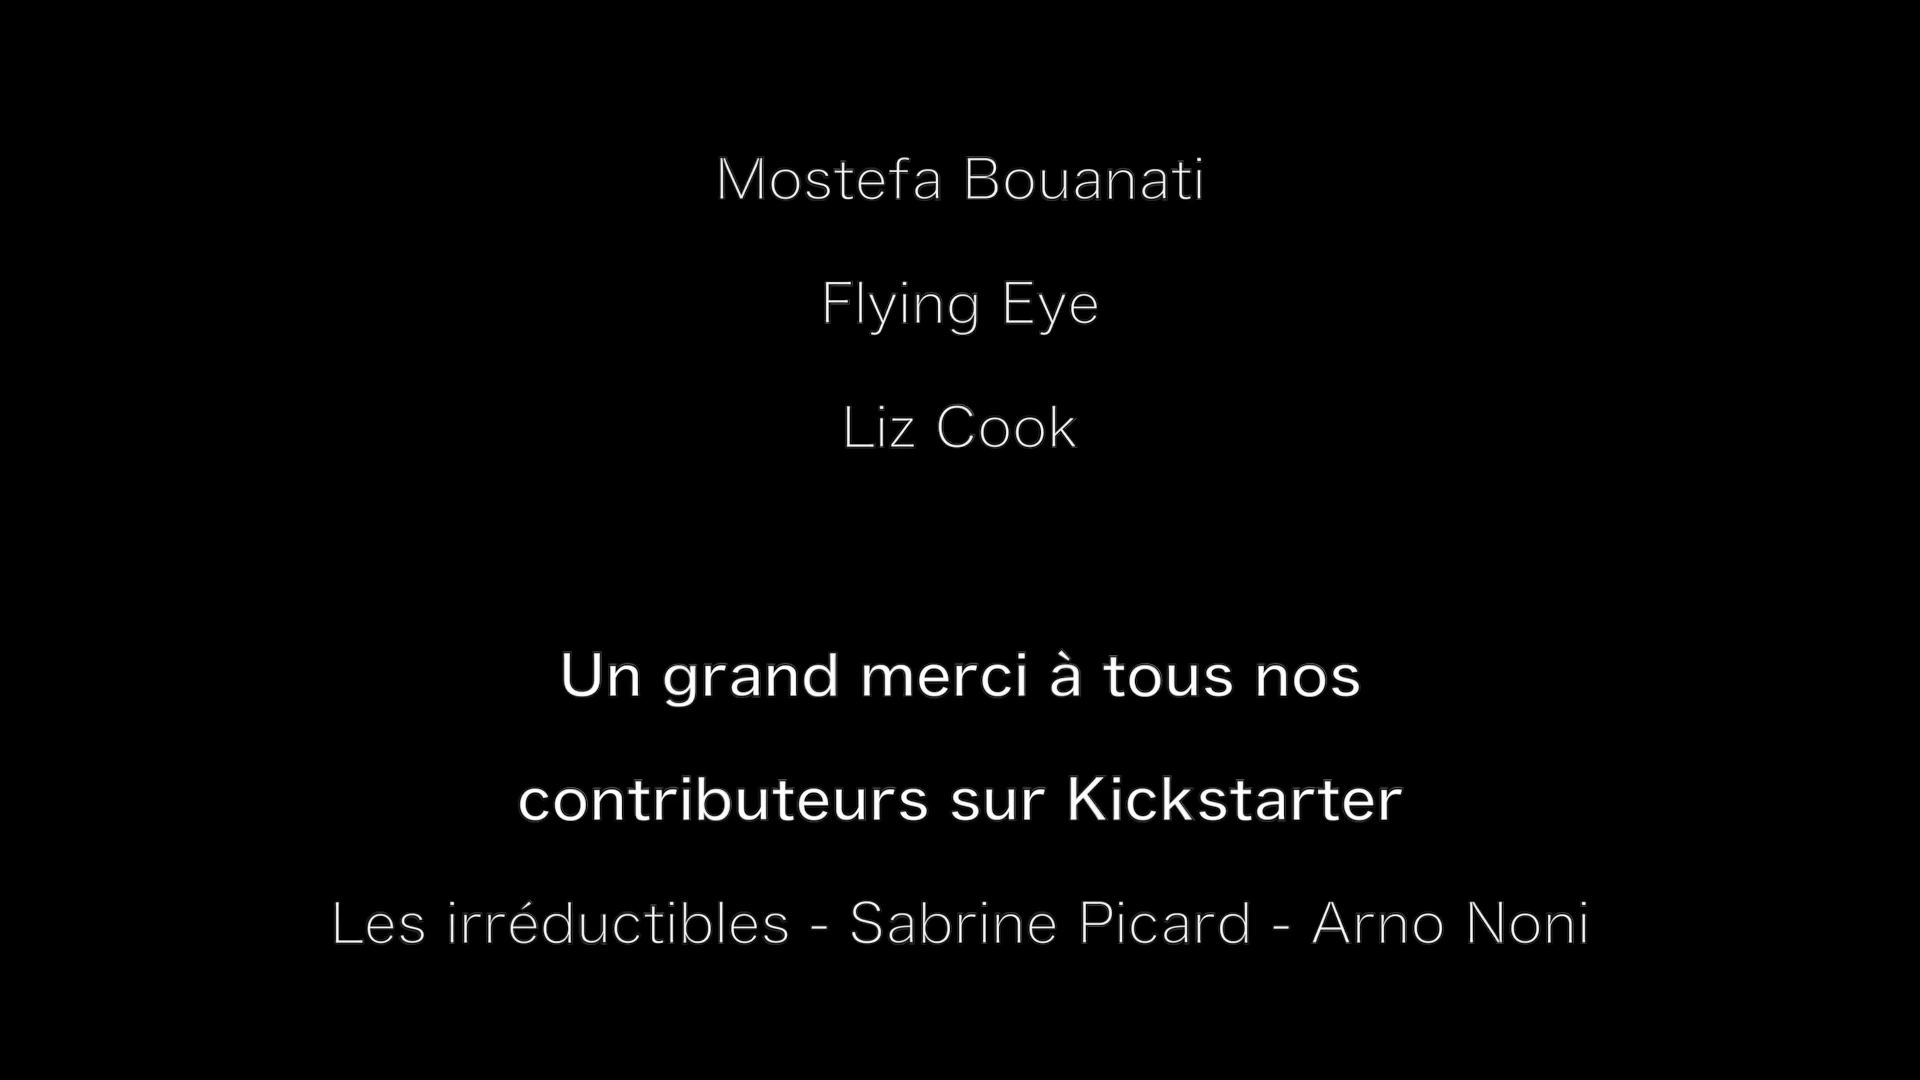 Mostefa Bouanati
Flying Eye
Liz Cook
Un grand merci à tous nos
contributeurs sur Kickstarter
Les irréductibles - Sabrine Picard - Arno Noni